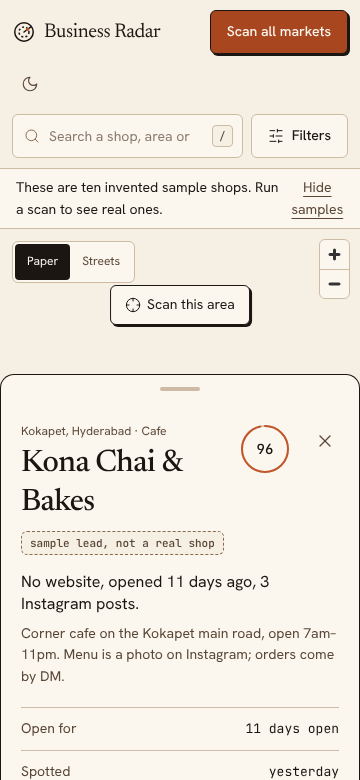 Business Radar
Scan all markets
Search a shop, area or
/
Filters
These are ten invented sample shops. Run
a scan to see real ones.
Hide
samples
Paper
Streets
+
−
Scan this area
Kokapet, Hyderabad · Cafe
Kona Chai &
Bakes
96
sample lead, not a real shop
No website, opened 11 days ago, 3
Instagram posts.
Corner cafe on the Kokapet main road, open 7am–
11pm. Menu is a photo on Instagram; orders come
by DM.
Open for
11 days open
Spotted
yesterday